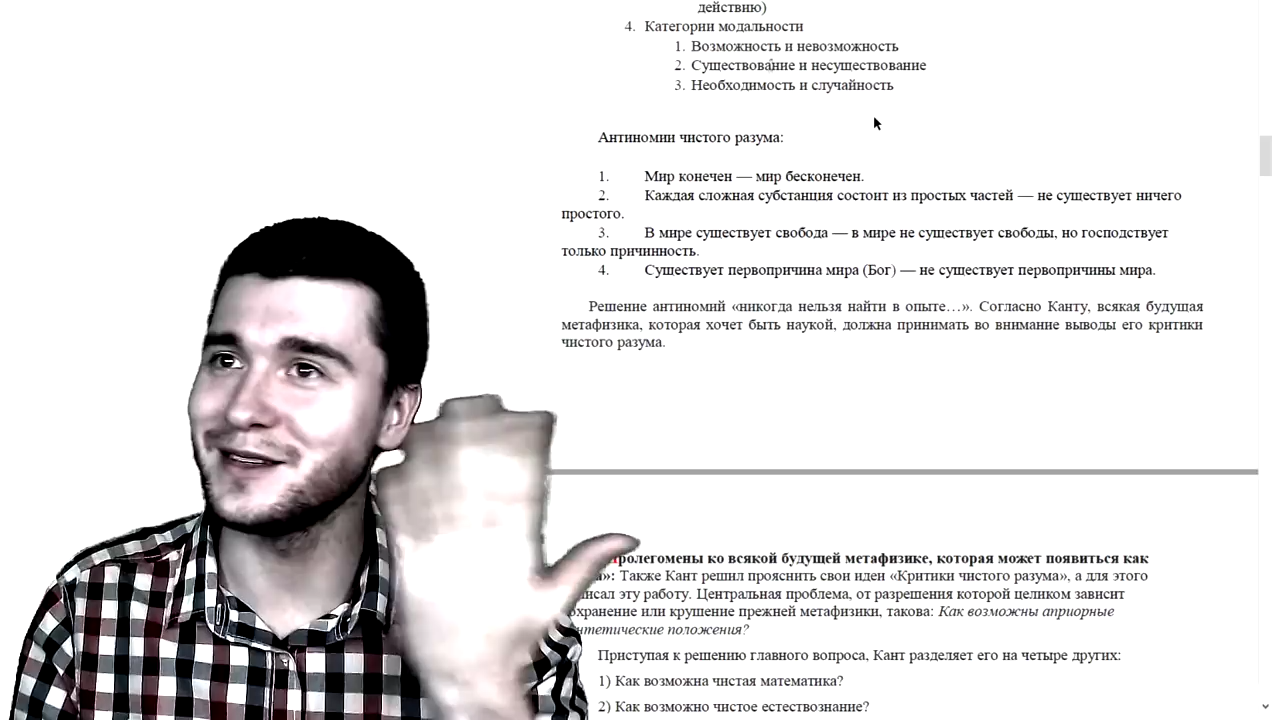 действию)
4. Категории модальности
1. Возможность и невозможность
2. Существование и несуществование
3. Необходимость и случайность
Антиномии чистого разума:
1. Мир конечен — мир бесконечен.
2. Каждая сложная субстанция состоит из простых частей — не существует ничего
простого.
3. В мире существует свобода — в мире не существует свободы, но господствует
только причинность.
4. Существует первопричина мира (Бог) — не существует первопричины мира.
Решение антиномий «никогда нельзя найти в опыте…». Согласно Канту, всякая будущая
метафизика, которая хочет быть наукой, должна принимать во внимание выводы его критики
чистого разума.
ко всякой будущей метафизике, которая может появиться как
Также Кант решил прояснить свои идеи «Критики чистого разума», а для этого
эту работу. Центральная проблема, от разрешения которой целиком зависит
или крушение прежней метафизики, такова: Как возможны априорные
положения?
Приступая к решению главного вопроса, Кант разделяет его на четыре других:
1) Как возможна чистая математика?
2) Как возможно чистое естествознание?